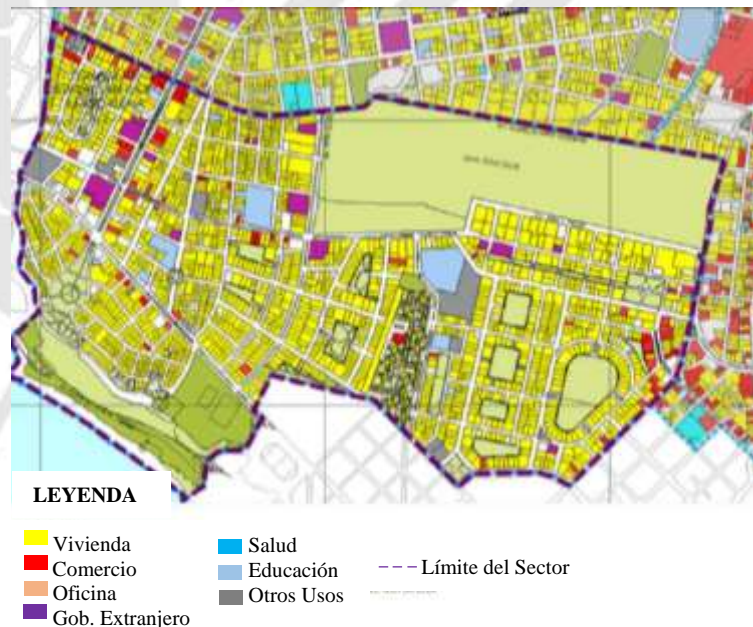 LEYENDA
Vivienda
Comercio
Oficina
Gob. Extranjero
Salud
Educación
Otros Usos
Límite del Sector